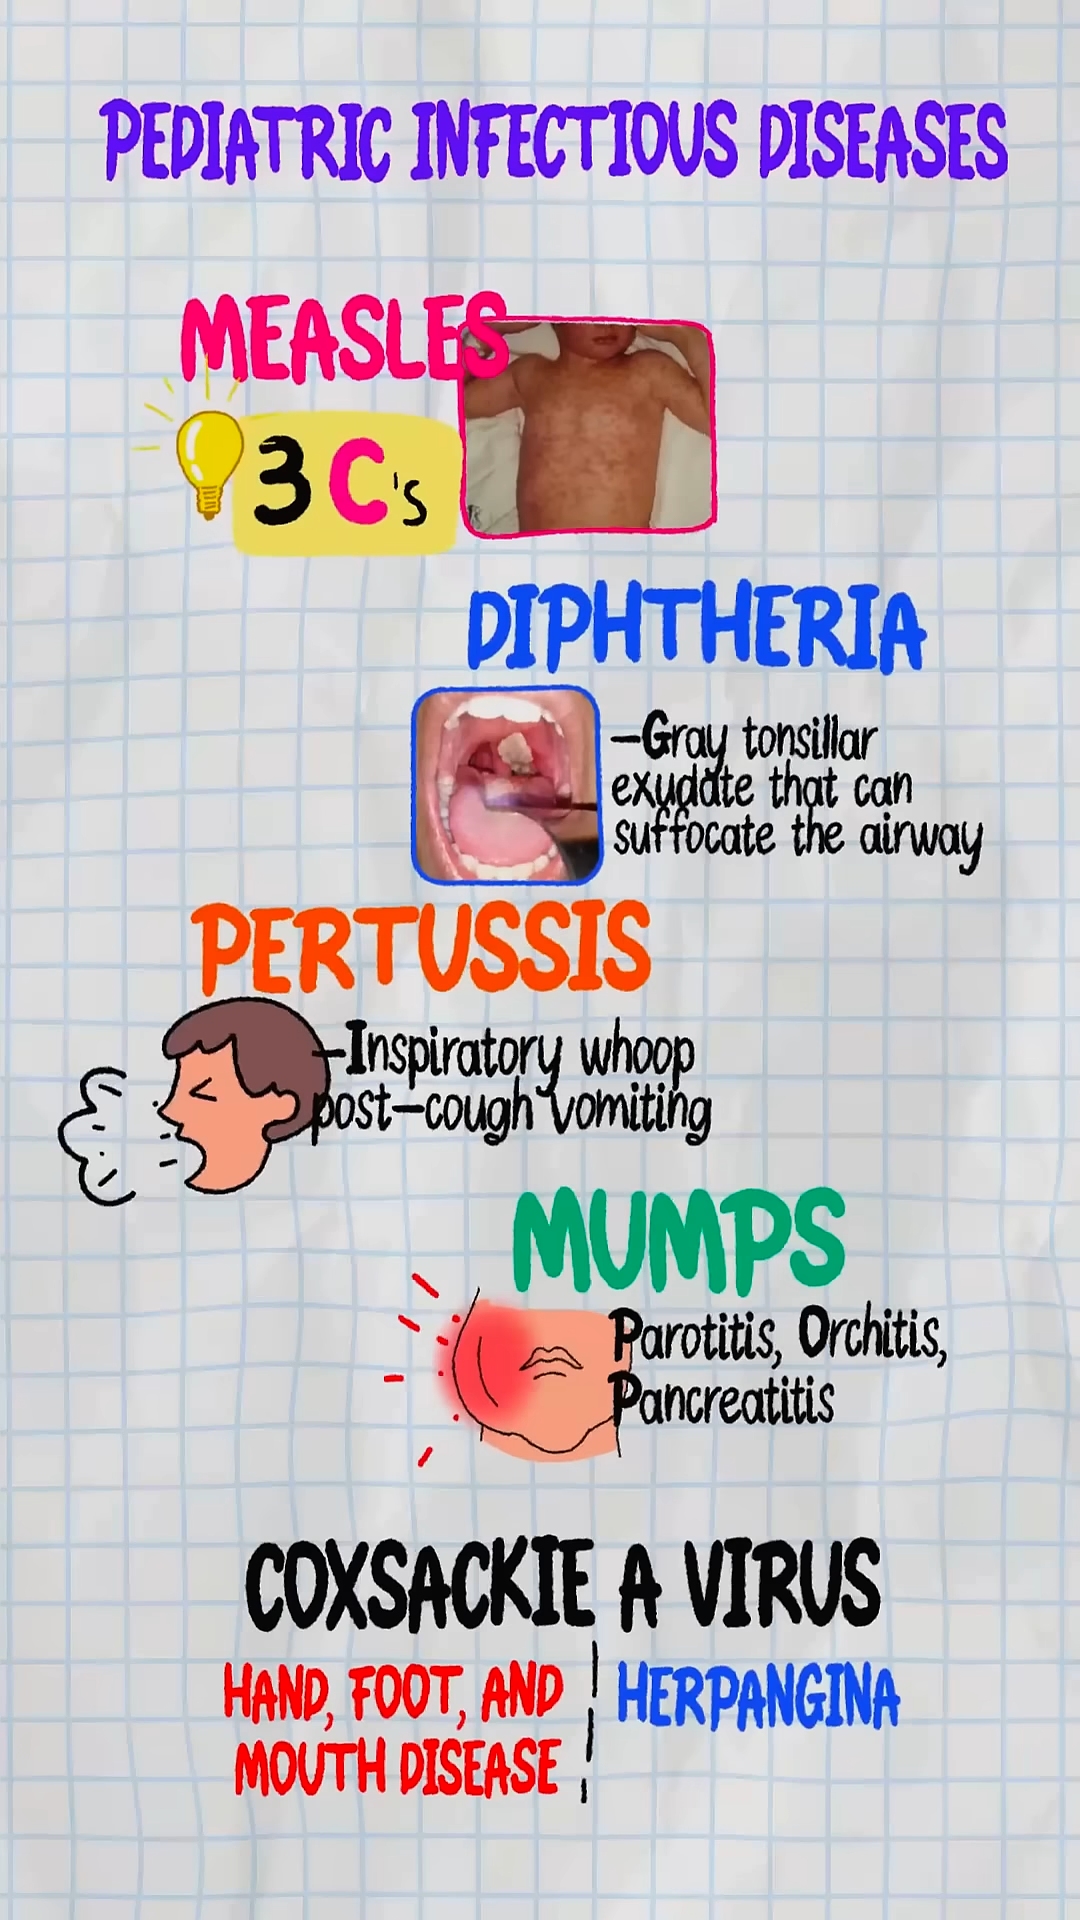 PEDIATRIC INFECTIOUS DISEASES
MEASLES
3 C's
DIPHTHERIA
-Gray tonsillar
exudate that can
suffocate the airway
PERTUSSIS
-Inspiratory whoop
post-cough vomiting
MUMPS
Parotitis, Orchitis,
Pancreatitis
COXSACKIE A VIRUS
HAND, FOOT, AND
MOUTH DISEASE
HERPANGINA